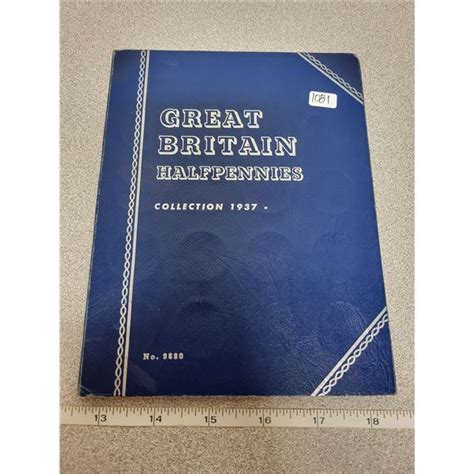 1081
GREAT
BRITAIN
HALFPENNIES
COLLECTION 1937 -
No. 9680
13 14 15 16 17 18